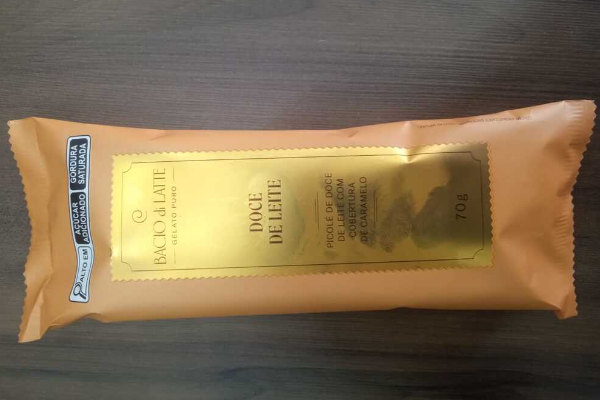 BACIO di LATTE
GELATO PURO
DOCE
DE LEITE
PICOLÉ DE DOCE
DE LEITE COM
COBERTURA
DE CARAMELO
70g
ALTO EM
AÇÚCAR
ADICIONADO
GORDURA
SATURADA